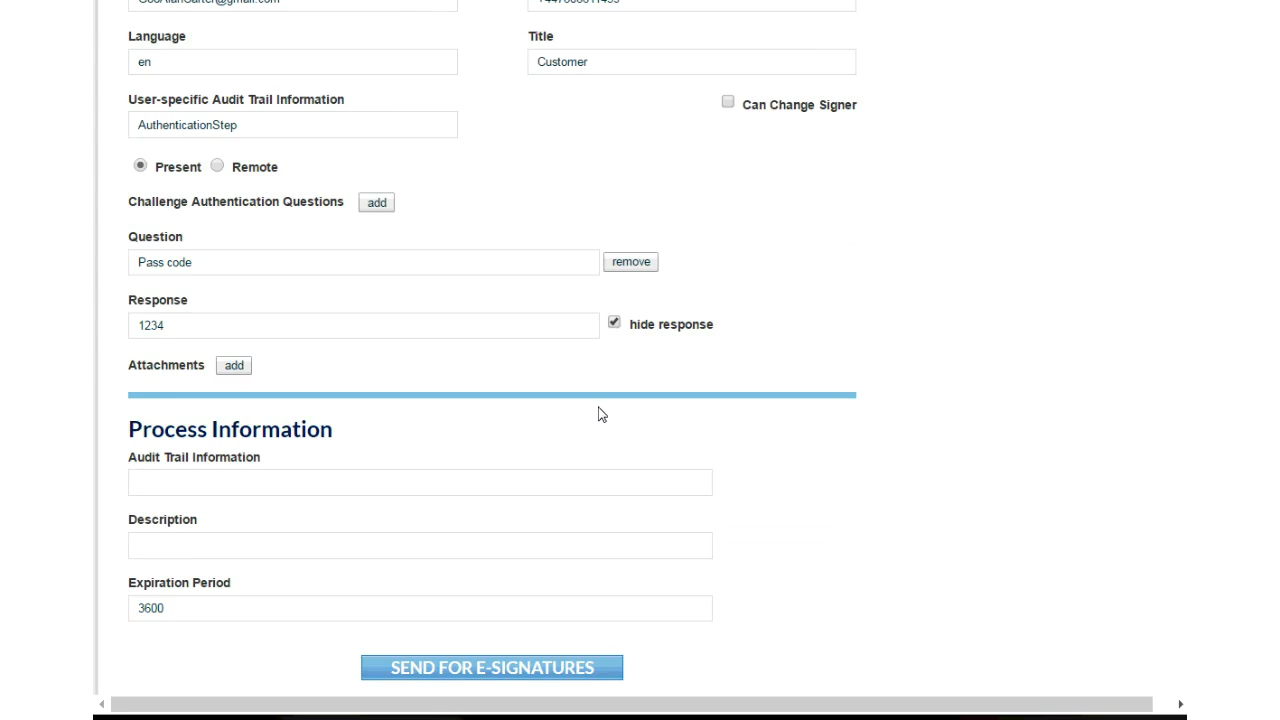 Language
Title
en
Customer
User-specific Audit Trail Information
Can Change Signer
AuthenticationStep
Present Remote
Challenge Authentication Questions add
Question
Pass code remove
Response
1234 hide response
Attachments add
Process Information
Audit Trail Information
Description
Expiration Period
3600
SEND FOR E-SIGNATURES